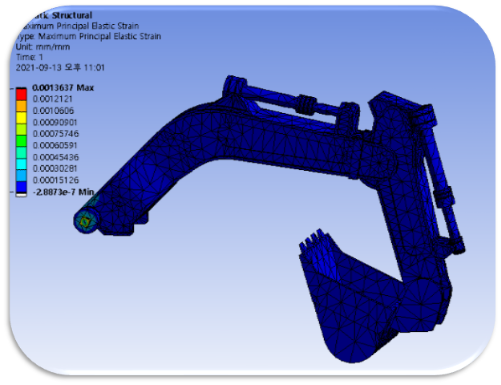 Structural
Maximum Principal Elastic Strain
Type: Maximum Principal Elastic Strain
Unit: mm/mm
Time: 1
2021-09-13 오후 11:01
0.0013637 Max
0.0012121
0.0010606
0.00090901
0.00075746
0.00060591
0.00045436
0.00030281
0.00015126
-2.8873e-7 Min